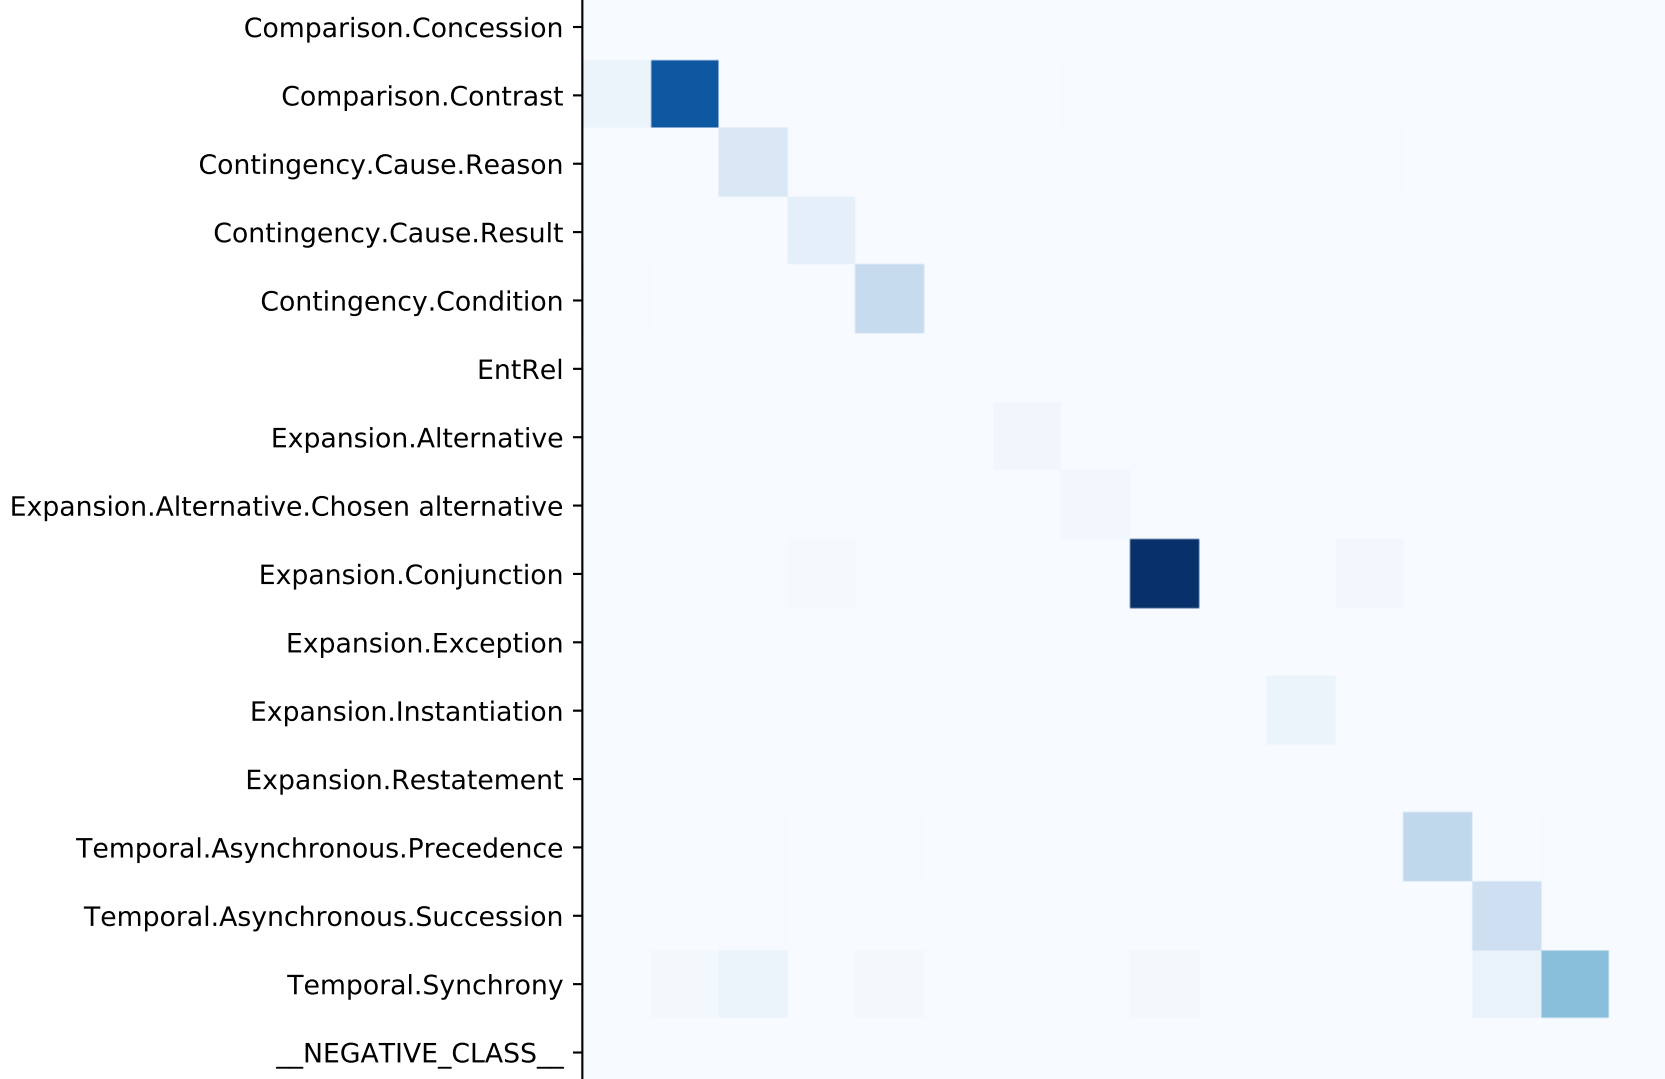 Comparison.Concession
Comparison.Contrast
Contingency.Cause.Reason
Contingency.Cause.Result
Contingency.Condition
EntRel
Expansion.Alternative
Expansion.Alternative.Chosen alternative
Expansion.Conjunction
Expansion.Exception
Expansion.Instantiation
Expansion.Restatement
Temporal.Asynchronous.Precedence
Temporal.Asynchronous.Succession
Temporal.Synchrony
__NEGATIVE_CLASS__